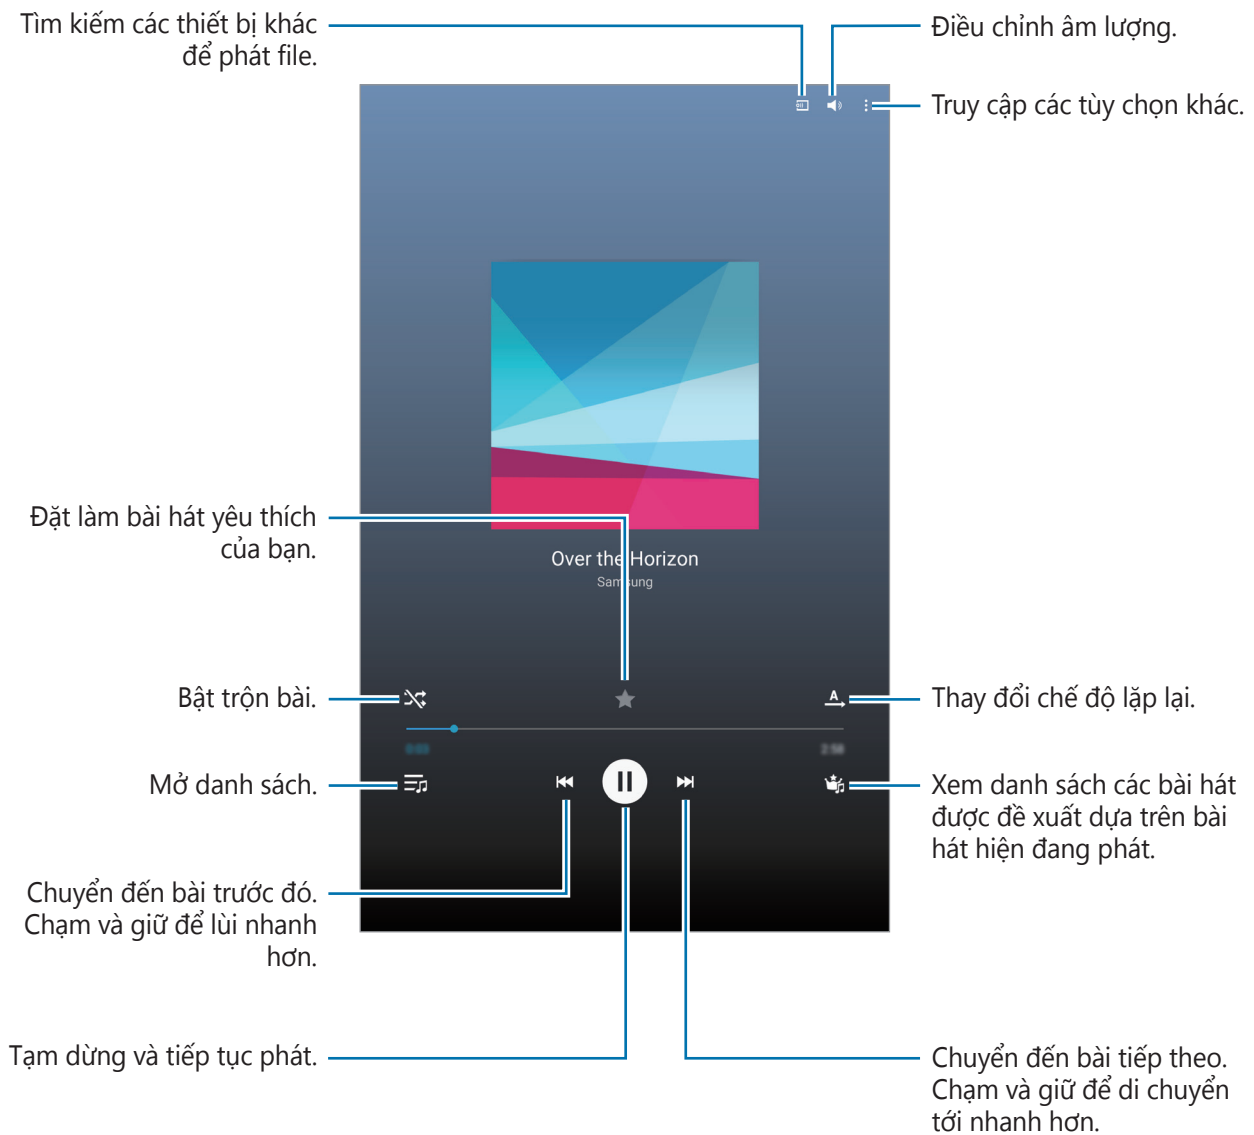 Tìm kiếm các thiết bị khác
để phát file.
Điều chỉnh âm lượng.
Truy cập các tùy chọn khác.
Đặt làm bài hát yêu thích
của bạn.
Over the Horizon
Samsung
Bật trộn bài.
A
Thay đổi chế độ lặp lại.
0:03
2:58
Mở danh sách.
Xem danh sách các bài hát
được đề xuất dựa trên bài
hát hiện đang phát.
Chuyển đến bài trước đó.
Chạm và giữ để lùi nhanh
hơn.
Tạm dừng và tiếp tục phát.
Chuyển đến bài tiếp theo.
Chạm và giữ để di chuyển
tới nhanh hơn.